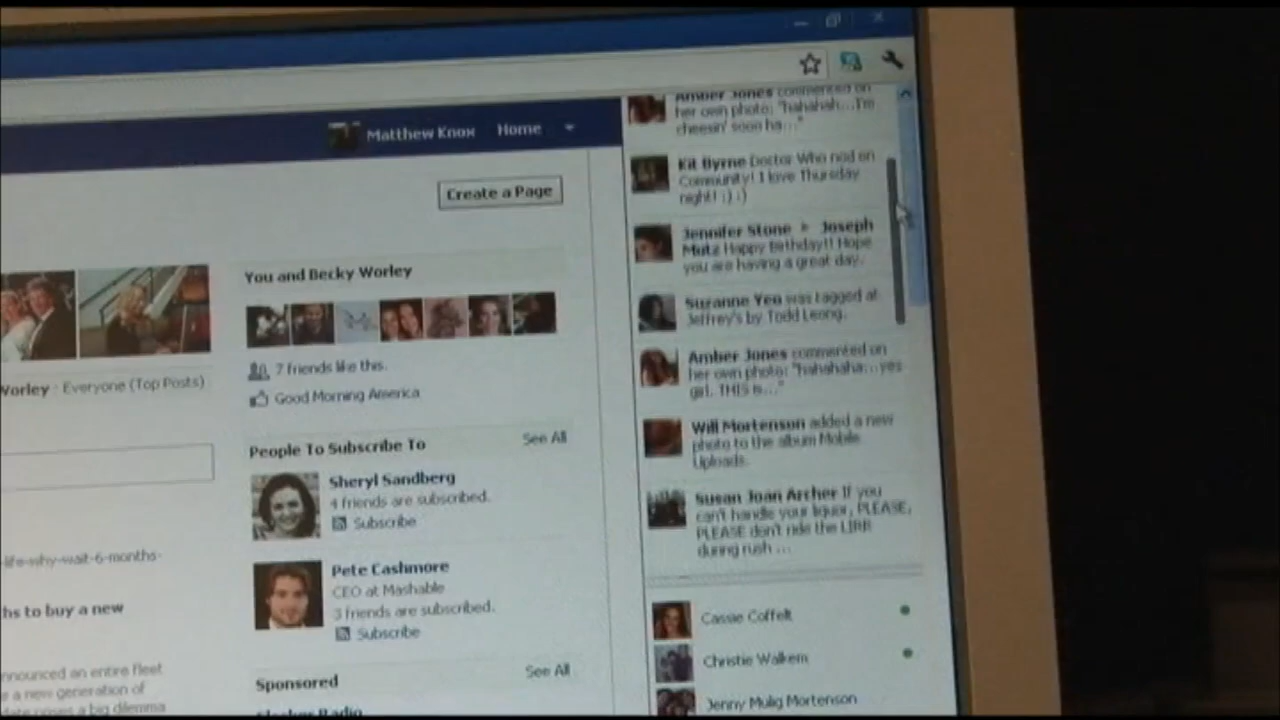 Matthew Knox Home
Create a Page
Worley · Everyone (Top Posts)
-life-why-wait-6-months-
hs to buy a new
nnounced an entire fleet
a new generation of
poses a big dilemma
You and Becky Worley
7 friends like this.
Good Morning America
People To Subscribe To See All
Sheryl Sandberg
4 friends are subscribed.
Subscribe
Pete Cashmore
CEO at Mashable
3 friends are subscribed.
Subscribe
Sponsored See All
Radio
Amber Jones commented on
her own photo: "hahahah...I'm
cheesin' sooo ha..."
Kit Byrne Doctor Who nod on
Community! I love Thursday
night! :) :)
Jennifer Stone ▸ Joseph
Mutz Happy Birthday!! Hope
you are having a great day.
Suzanne Yeo was tagged at
Jeffrey's by Todd Leong.
Amber Jones commented on
her own photo: "hahahaha...yes
girl. THIS is..."
Will Mortenson added a new
photo to the album Mobile
Uploads.
Susan Joan Archer If you
can't handle your liquor, PLEASE,
PLEASE don't ride the LIRR
during rush ...
Cassie Coffelt
Christie Walkem
Jenny Mulig Mortenson